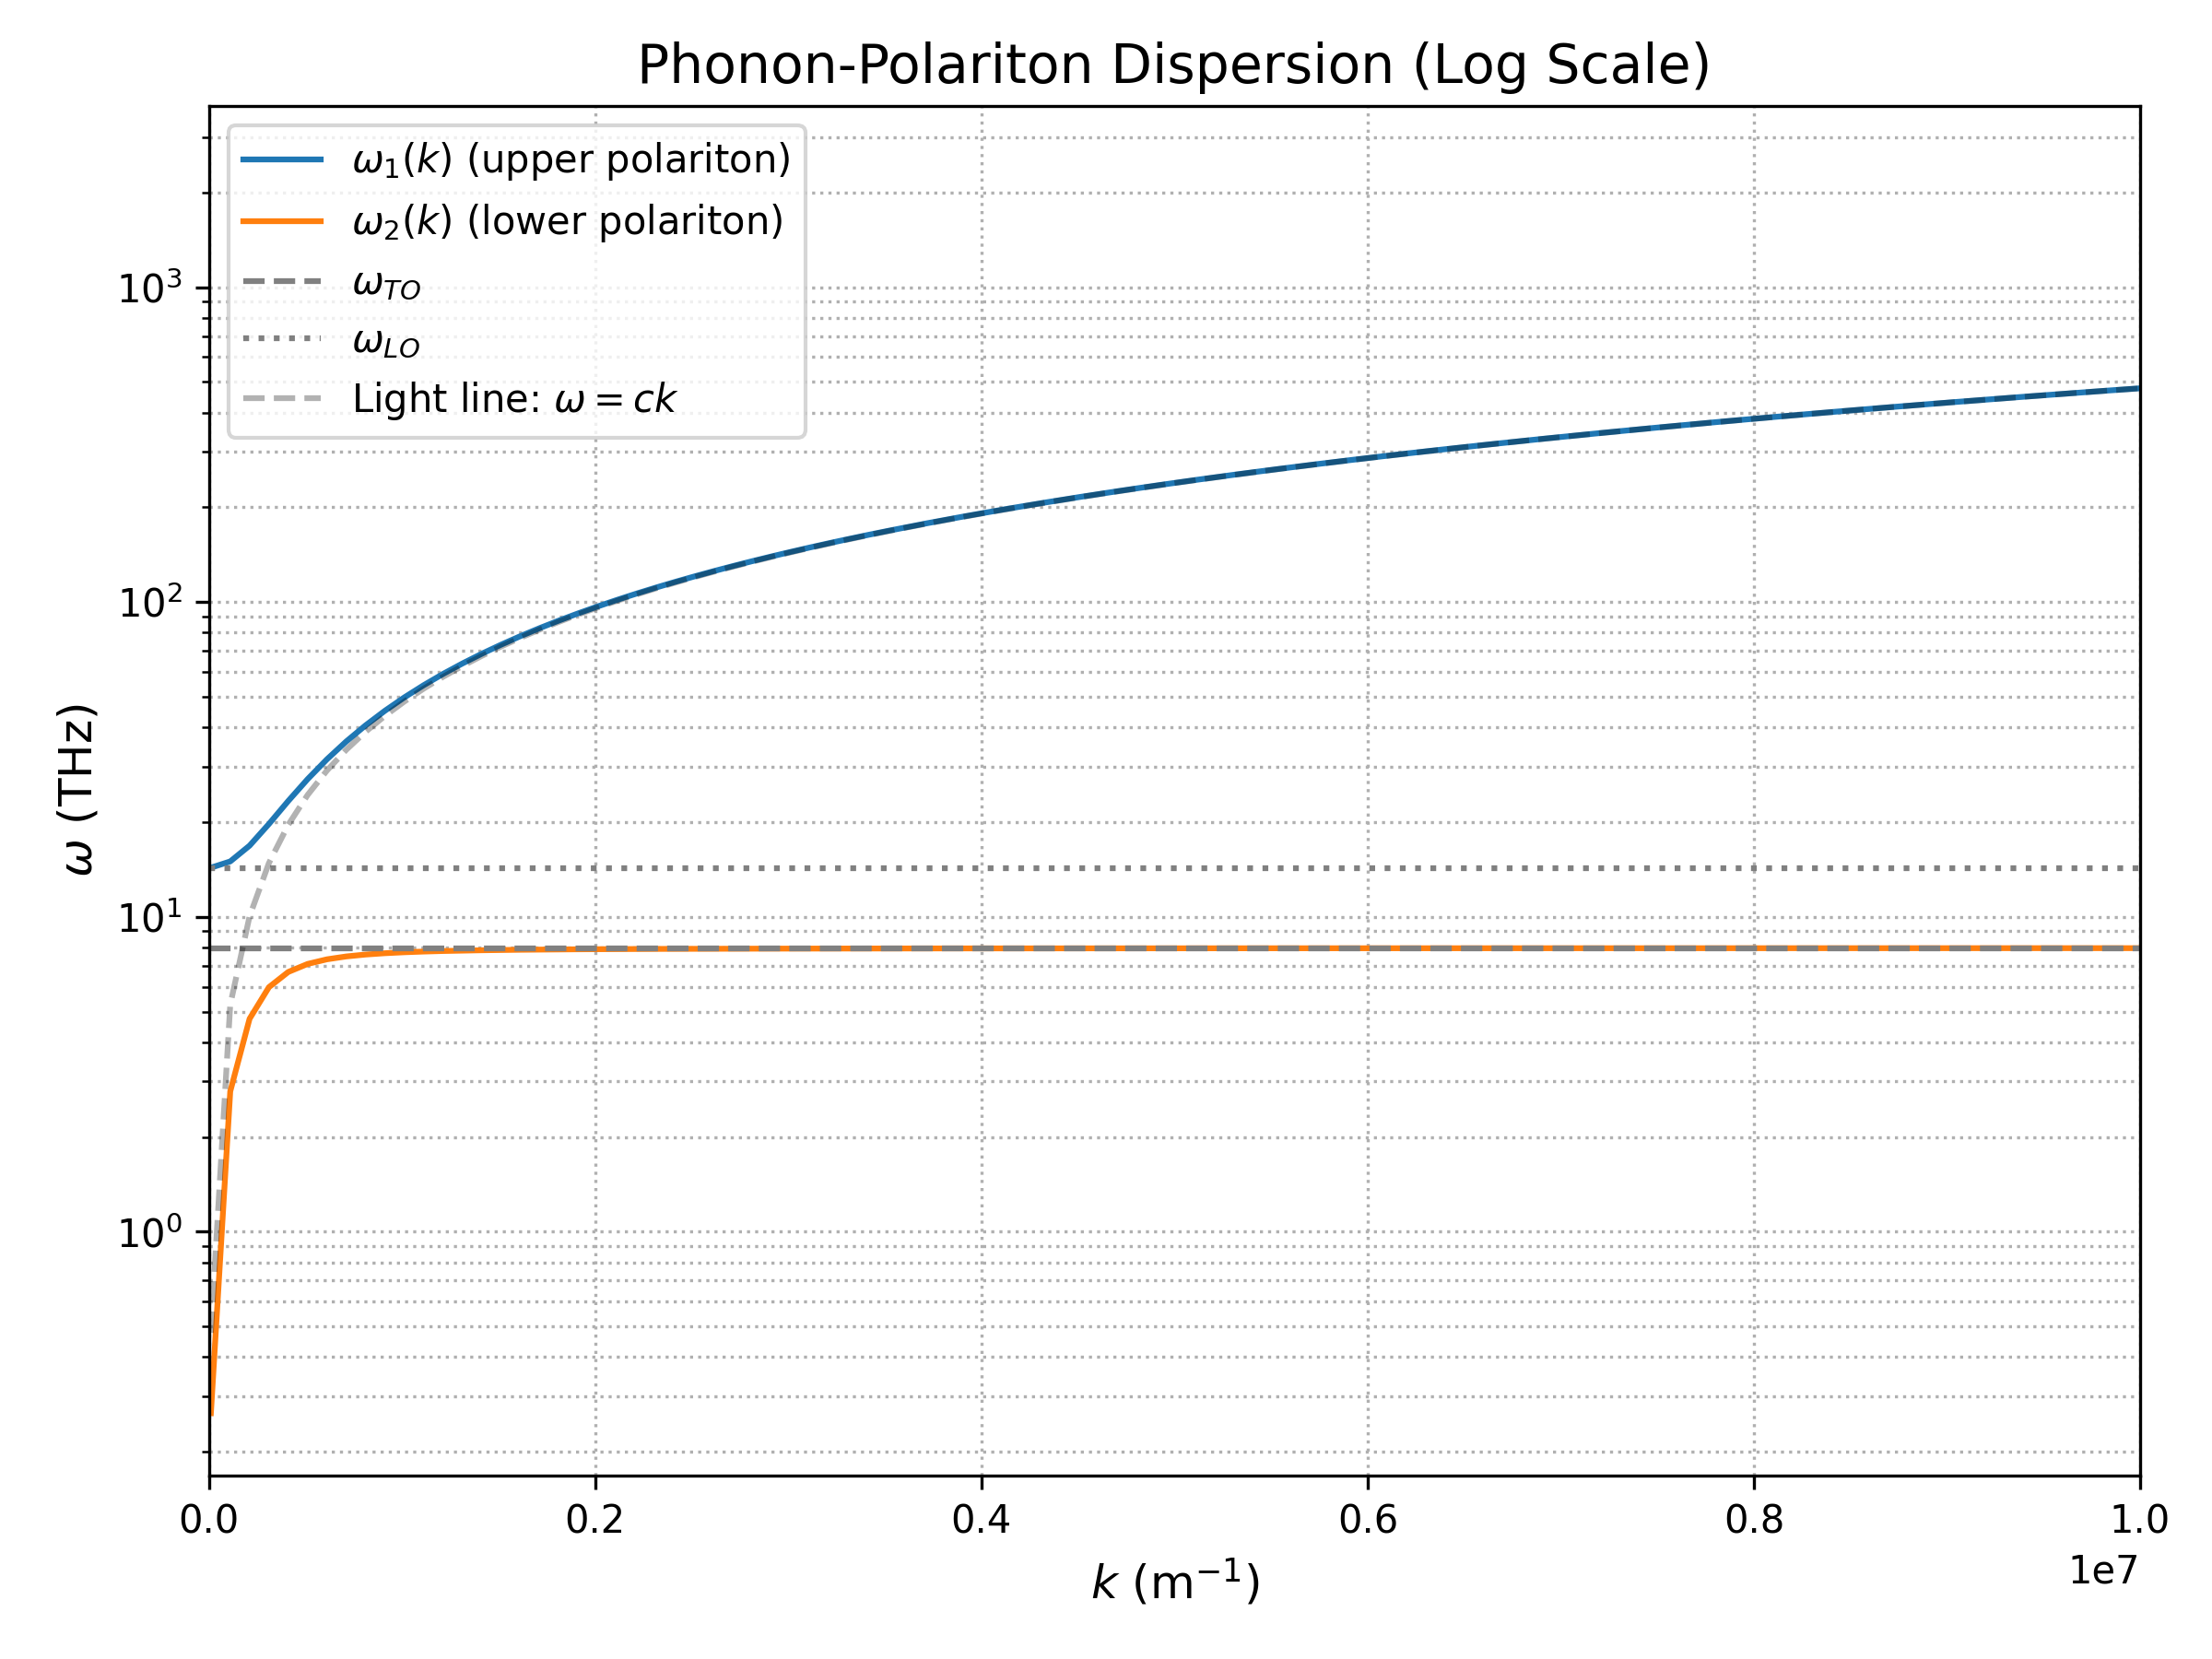 Phonon-Polariton Dispersion (Log Scale)
ω₁(k) (upper polariton)
ω₂(k) (lower polariton)
ω_TO
ω_LO
Light line: ω = ck
10³
10²
10¹
10⁰
ω (THz)
0.0 0.2 0.4 0.6 0.8 1.0
1e7
k (m⁻¹)